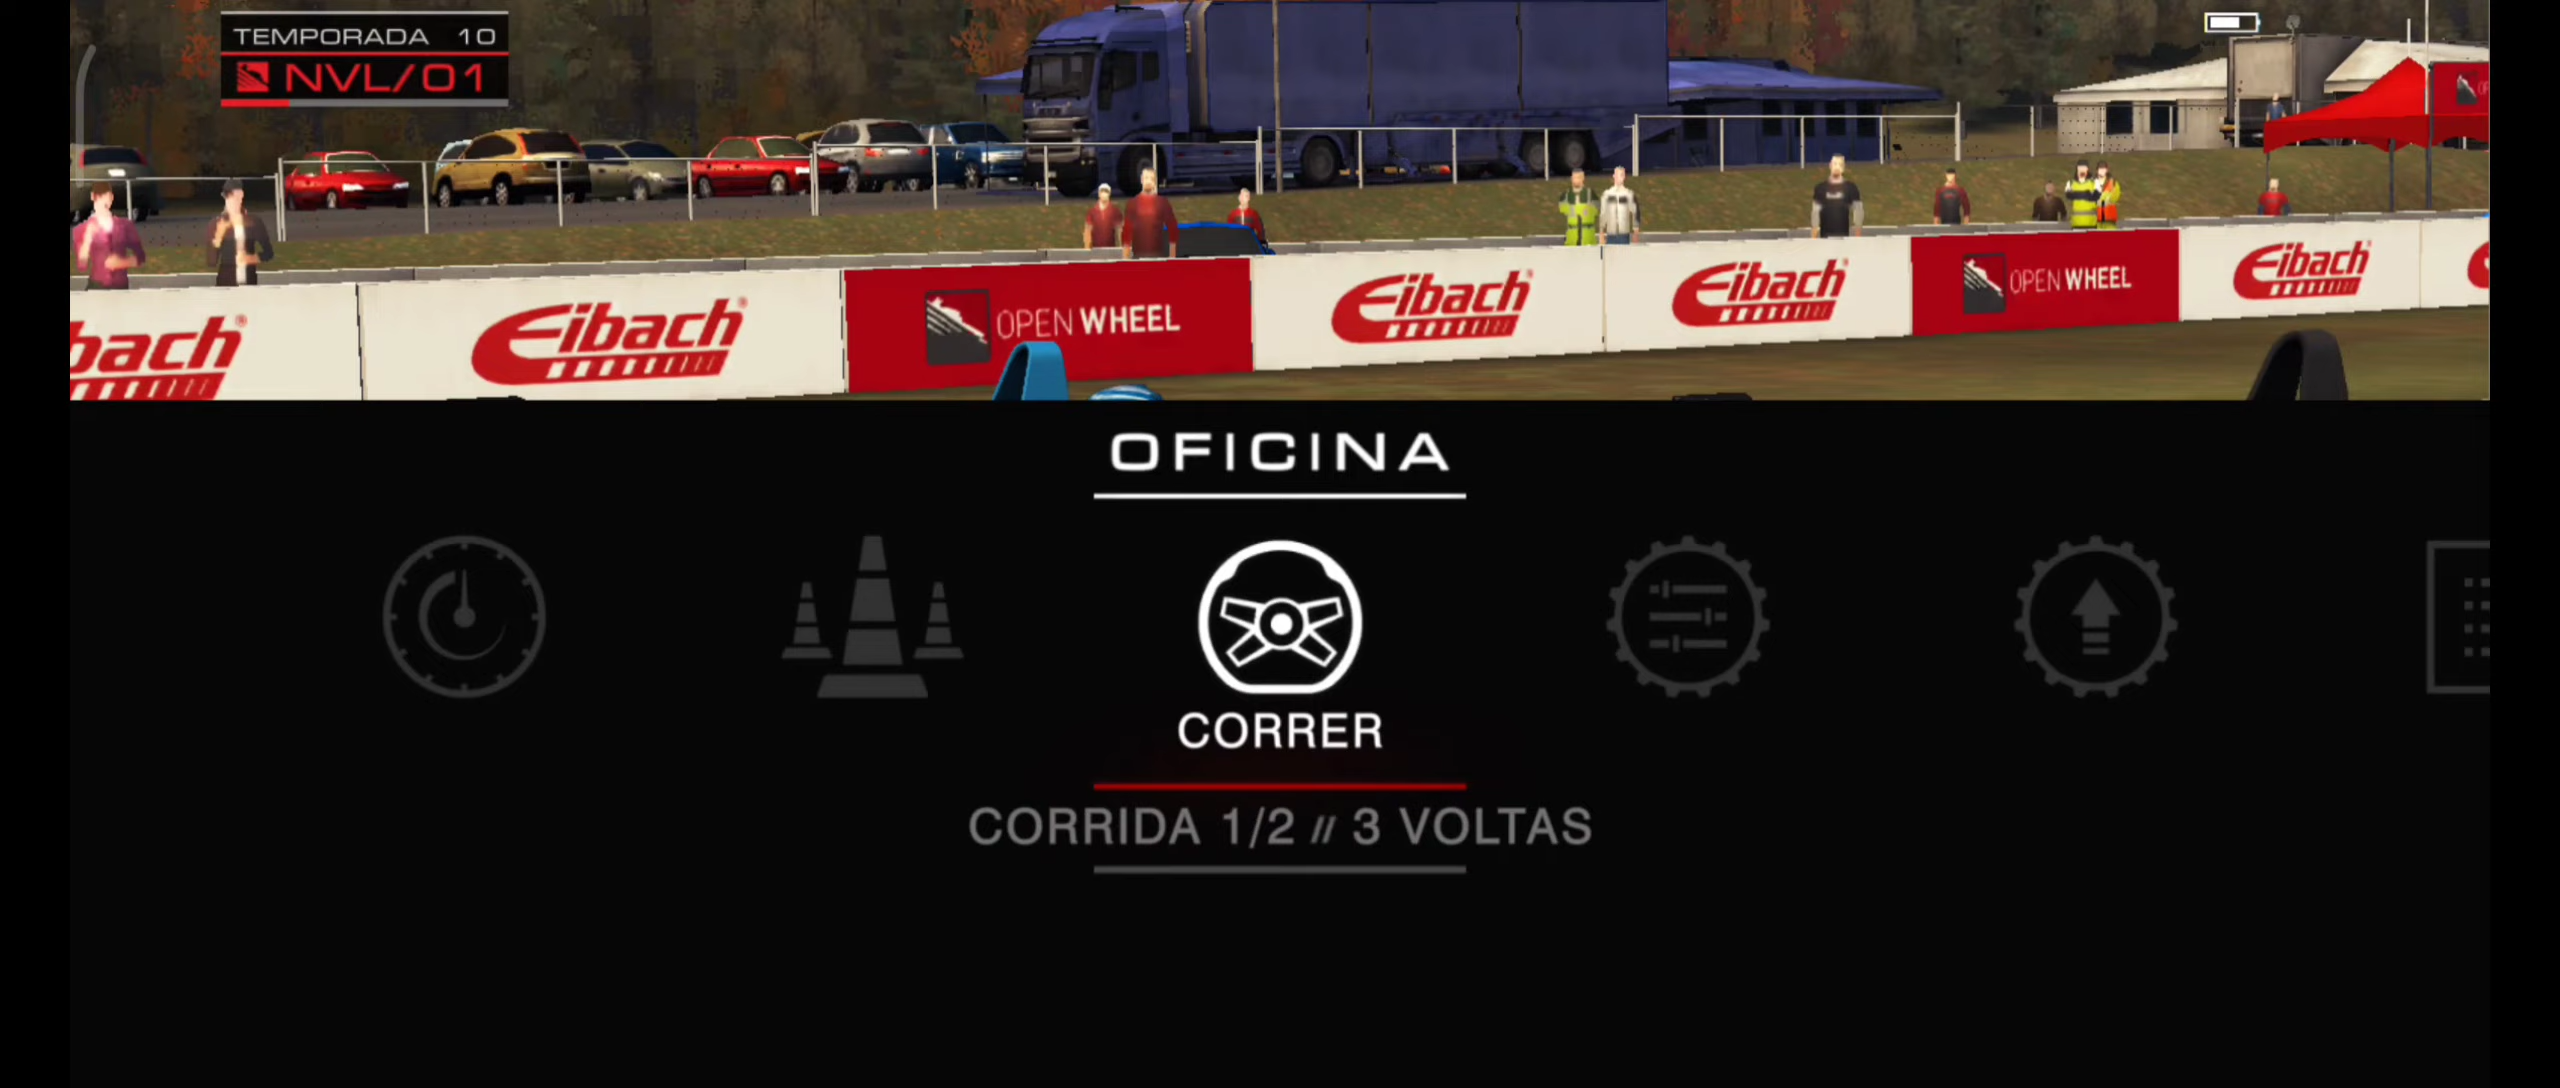 TEMPORADA 10
NVL/01
bach
Eibach
OPEN WHEEL
Eibach
Eibach
OPEN WHEEL
Eibach
OFICINA
CORRER
CORRIDA 1/2 // 3 VOLTAS